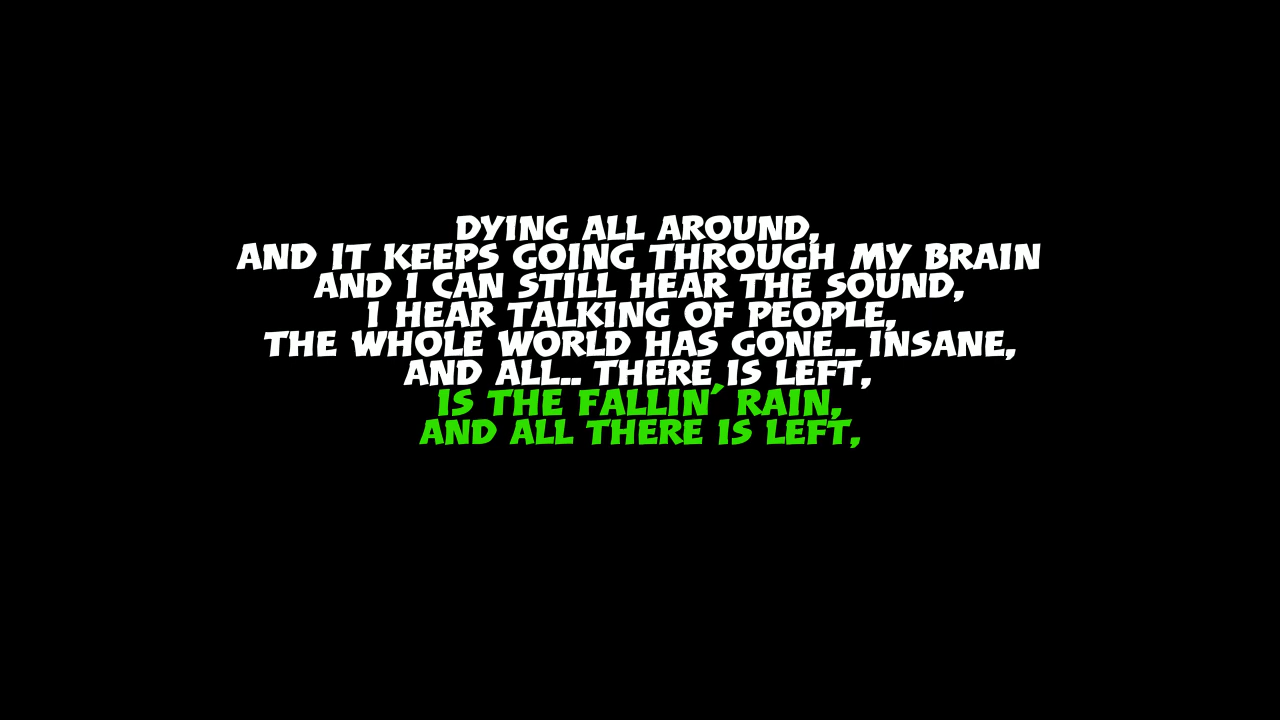 DYING ALL AROUND,
AND IT KEEPS GOING THROUGH MY BRAIN
AND I CAN STILL HEAR THE SOUND,
I HEAR TALKING OF PEOPLE,
THE WHOLE WORLD HAS GONE.. INSANE,
AND ALL.. THERE IS LEFT,
IS THE FALLIN´ RAIN,
AND ALL THERE IS LEFT,